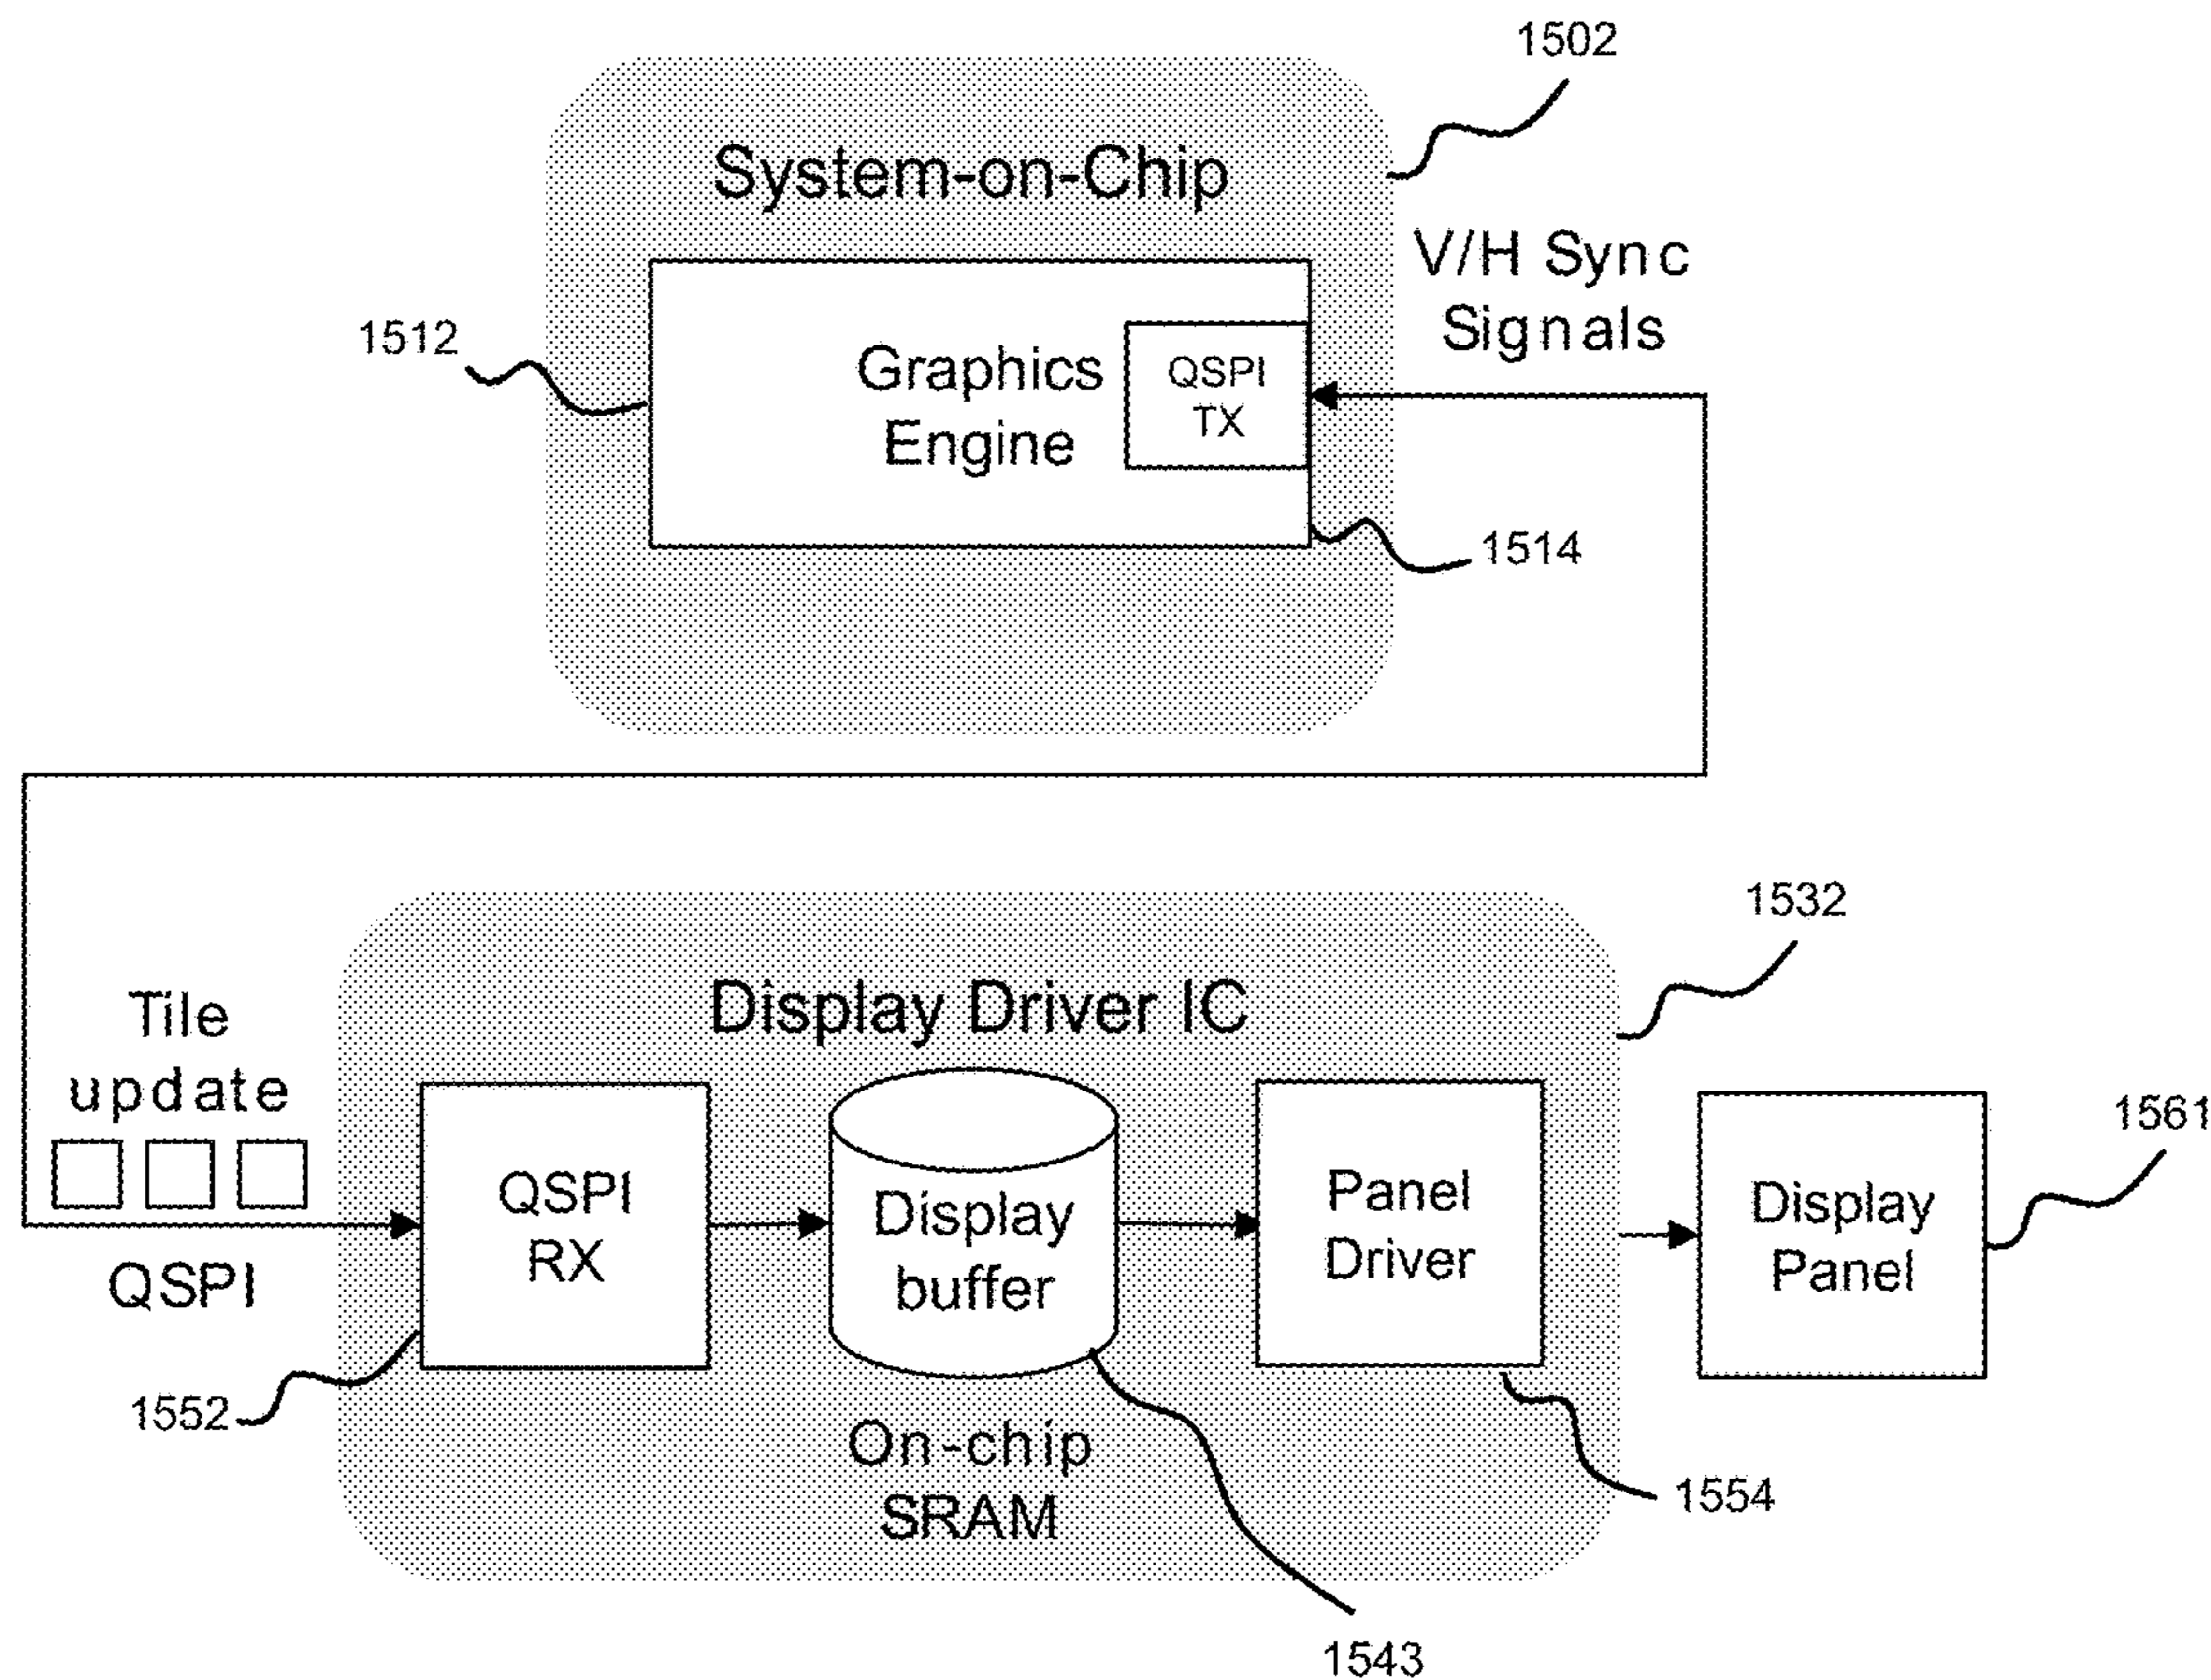 1502
System-on-Chip
V/H Sync
Signals
1512
Graphics
Engine
QSPI
TX
1514
1532
Display Driver IC
Tile
update
1561
QSPI
RX
Display
buffer
Panel
Driver
Display
Panel
QSPI
1552
On-chip
SRAM
1554
1543